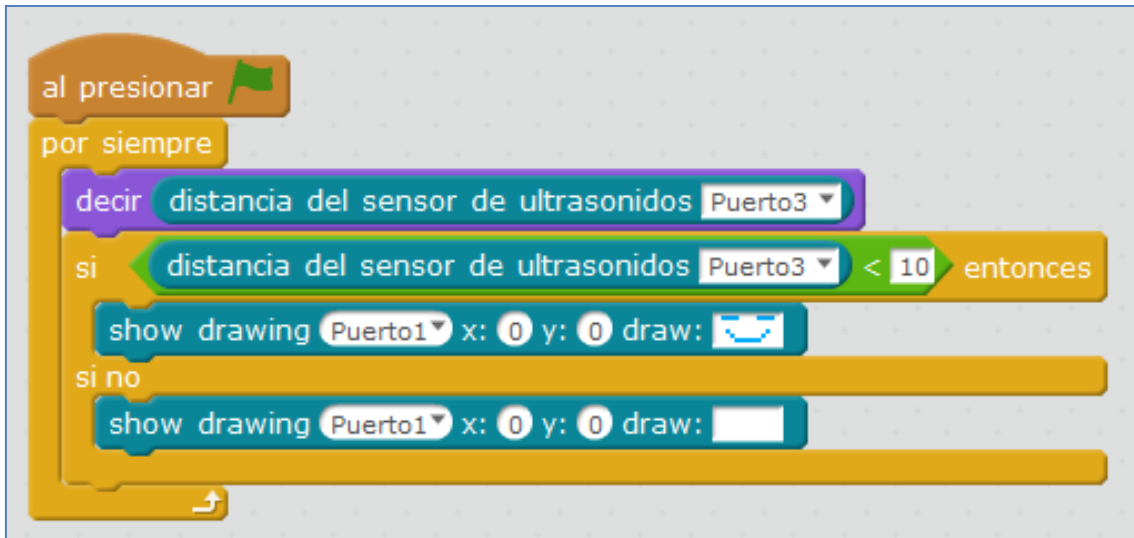 al presionar
por siempre
decir distancia del sensor de ultrasonidos Puerto3
si distancia del sensor de ultrasonidos Puerto3 < 10 entonces
show drawing Puerto1 x: 0 y: 0 draw:
si no
show drawing Puerto1 x: 0 y: 0 draw: